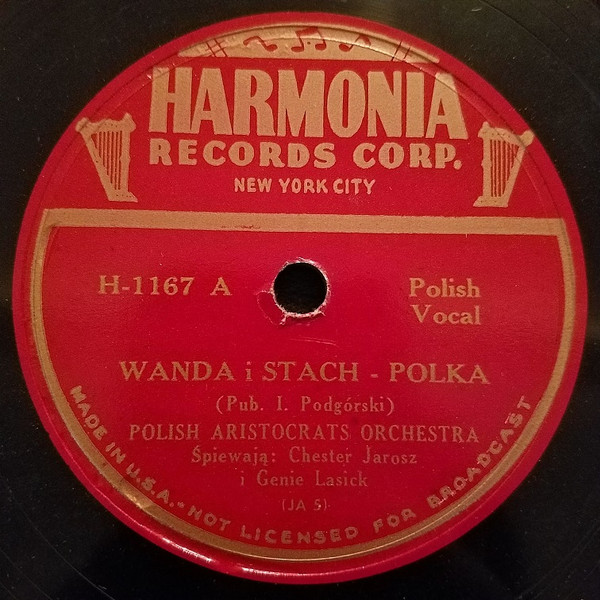 HARMONIA
RECORDS CORP.
NEW YORK CITY
H-1167 A
Polish
Vocal
WANDA i STACH - POLKA
(Pub. I. Podgórski)
POLISH ARISTOCRATS ORCHESTRA
Śpiewają: Chester Jarosz
i Genie Lasick
(JA 5)
MADE IN U.S.A.-NOT LICENSED FOR BROADCAST